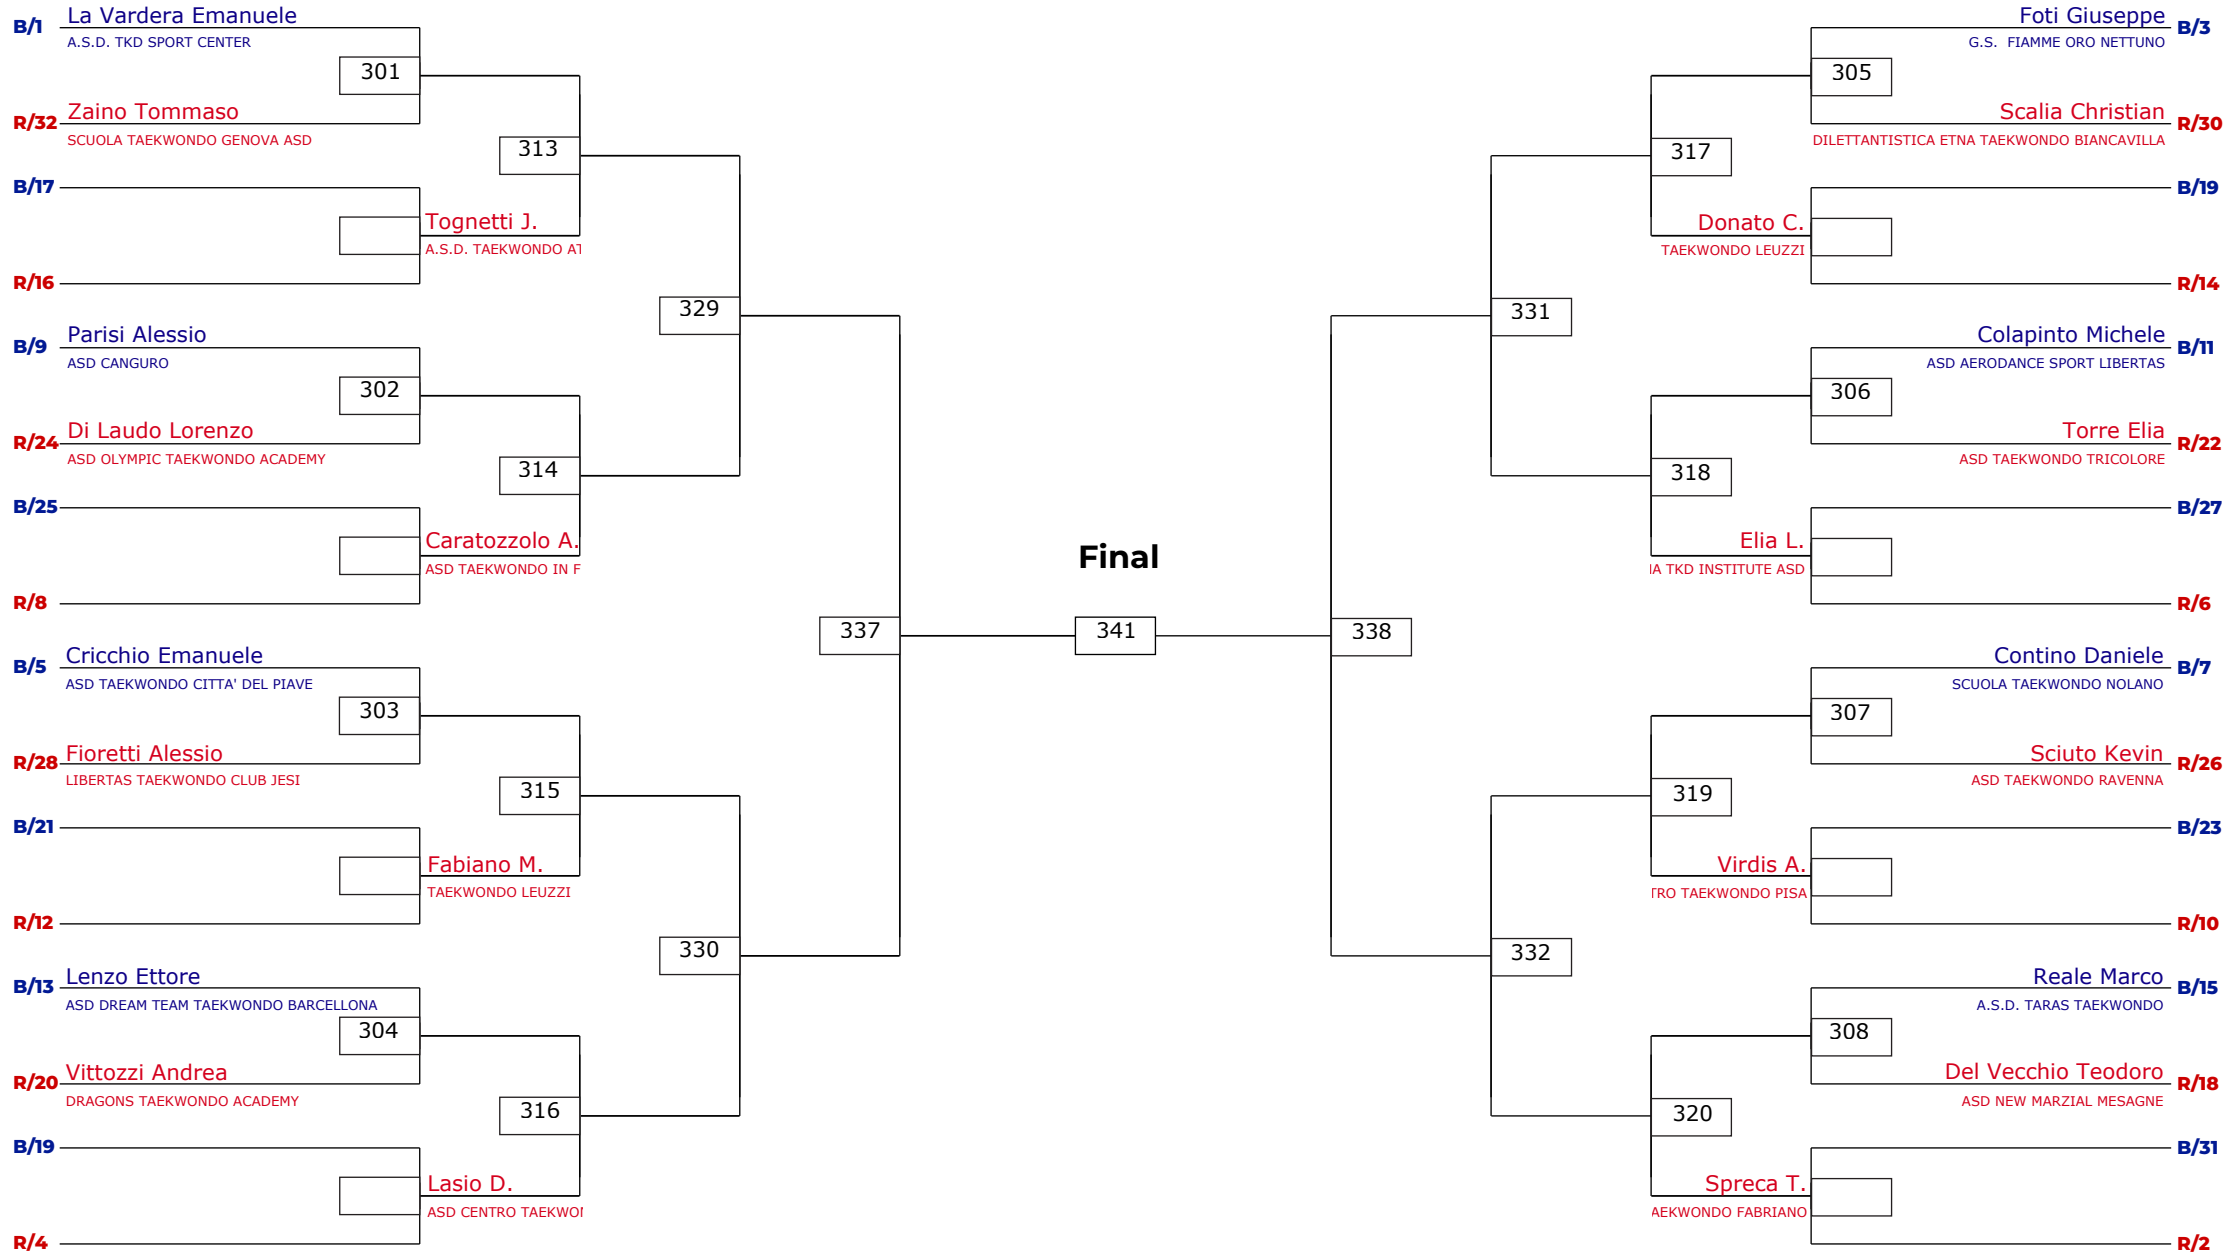 B/1 La Vardera Emanuele
A.S.D. TKD SPORT CENTER
301
R/32 Zaino Tommaso
SCUOLA TAEKWONDO GENOVA ASD
313
B/17
Tognetti J.
A.S.D. TAEKWONDO AT
R/16
329
B/9 Parisi Alessio
ASD CANGURO
302
R/24 Di Laudo Lorenzo
ASD OLYMPIC TAEKWONDO ACADEMY
314
B/25
Caratozzolo A.
ASD TAEKWONDO IN F
R/8
337
B/5 Cricchio Emanuele
ASD TAEKWONDO CITTA' DEL PIAVE
303
R/28 Fioretti Alessio
LIBERTAS TAEKWONDO CLUB JESI
315
B/21
Fabiano M.
TAEKWONDO LEUZZI
R/12
330
B/13 Lenzo Ettore
ASD DREAM TEAM TAEKWONDO BARCELLONA
304
R/20 Vittozzi Andrea
DRAGONS TAEKWONDO ACADEMY
316
B/19
Lasio D.
ASD CENTRO TAEKWON
R/4
Final
341
Foti Giuseppe B/3
G.S. FIAMME ORO NETTUNO
305
Scalia Christian R/30
DILETTANTISTICA ETNA TAEKWONDO BIANCAVILLA
317
B/19
Donato C.
TAEKWONDO LEUZZI
R/14
331
Colapinto Michele B/11
ASD AERODANCE SPORT LIBERTAS
306
Torre Elia R/22
ASD TAEKWONDO TRICOLORE
318
B/27
Elia L.
IA TKD INSTITUTE ASD
R/6
338
Contino Daniele B/7
SCUOLA TAEKWONDO NOLANO
307
Sciuto Kevin R/26
ASD TAEKWONDO RAVENNA
319
B/23
Virdis A.
TRO TAEKWONDO PISA
R/10
332
Reale Marco B/15
A.S.D. TARAS TAEKWONDO
308
Del Vecchio Teodoro R/18
ASD NEW MARZIAL MESAGNE
320
B/31
Spreca T.
AEKWONDO FABRIANO
R/2